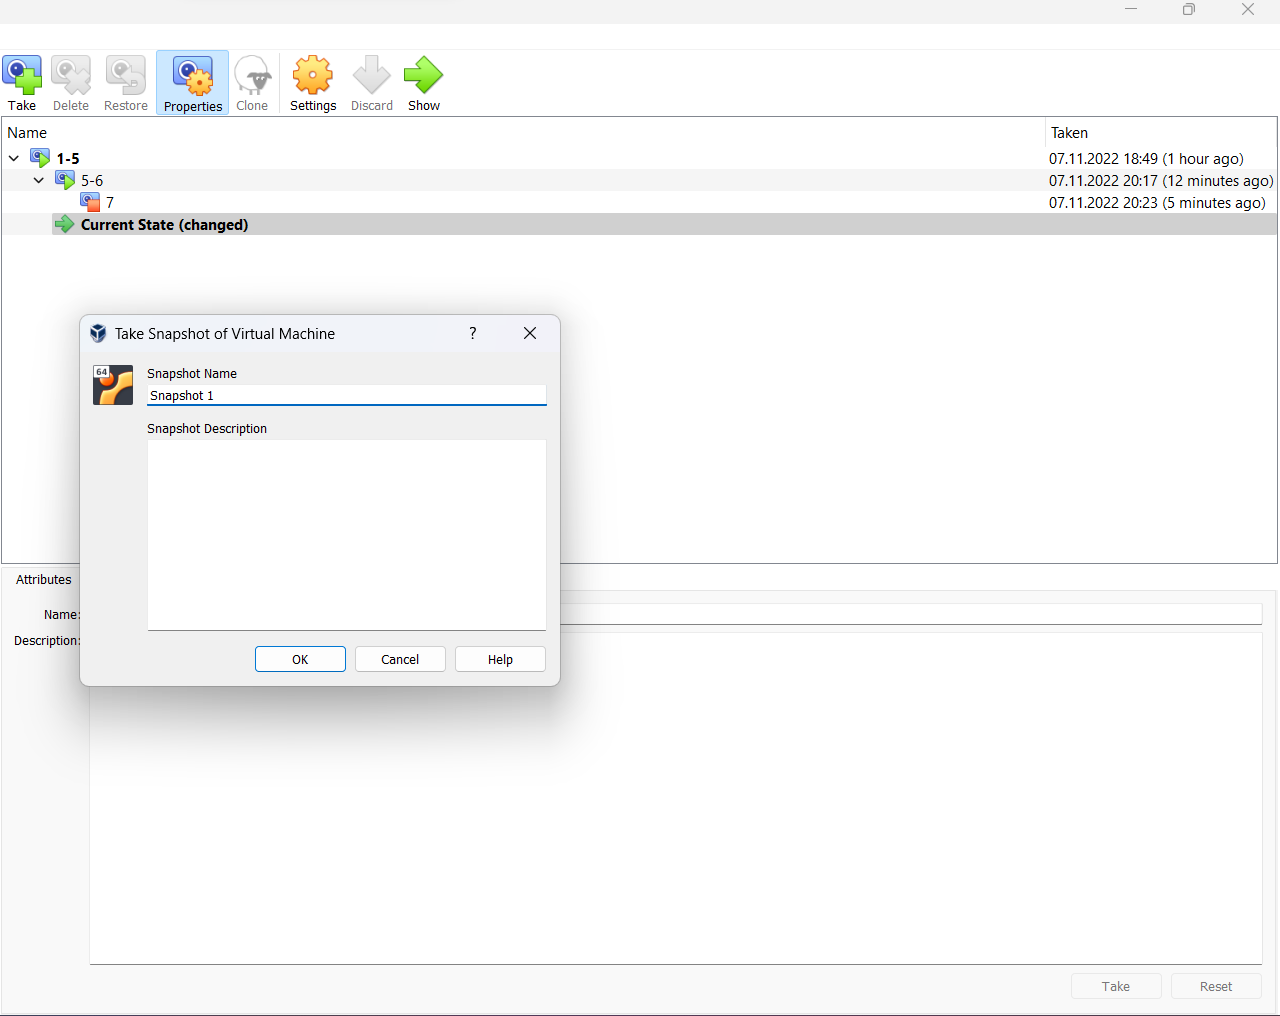 Take Delete Restore Properties Clone Settings Discard Show
Name Taken
1-5 07.11.2022 18:49 (1 hour ago)
5-6 07.11.2022 20:17 (12 minutes ago)
7 07.11.2022 20:23 (5 minutes ago)
Current State (changed)
Take Snapshot of Virtual Machine ?
64
Snapshot Name
Snapshot 1
Snapshot Description
OK Cancel Help
Attributes
Name:
Description:
Take Reset